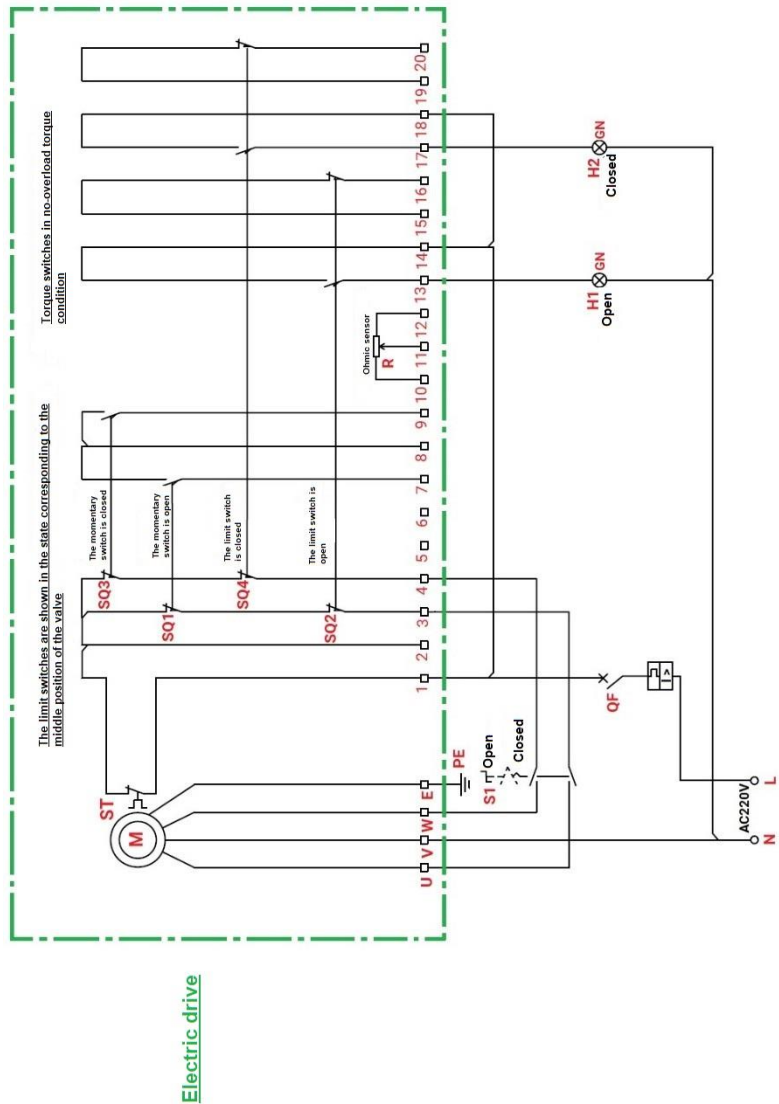 Electric drive
The limit switches are shown in the state corresponding to the
middle position of the valve
Torque switches in no-overload torque
condition
ST
M
SQ3
The momentary
switch is closed
SQ1
The momentary
switch is open
SQ4
The limit switch
is closed
SQ2
The limit switch is
open
Ohmic sensor
R
U
V
W
E
1
2
3
4
5
6
7
8
9
10
11
12
13
14
15
16
17
18
19
20
PE
S1
Open
Closed
QF
I >
H1
GN
Open
H2
GN
Closed
AC220V
N
L